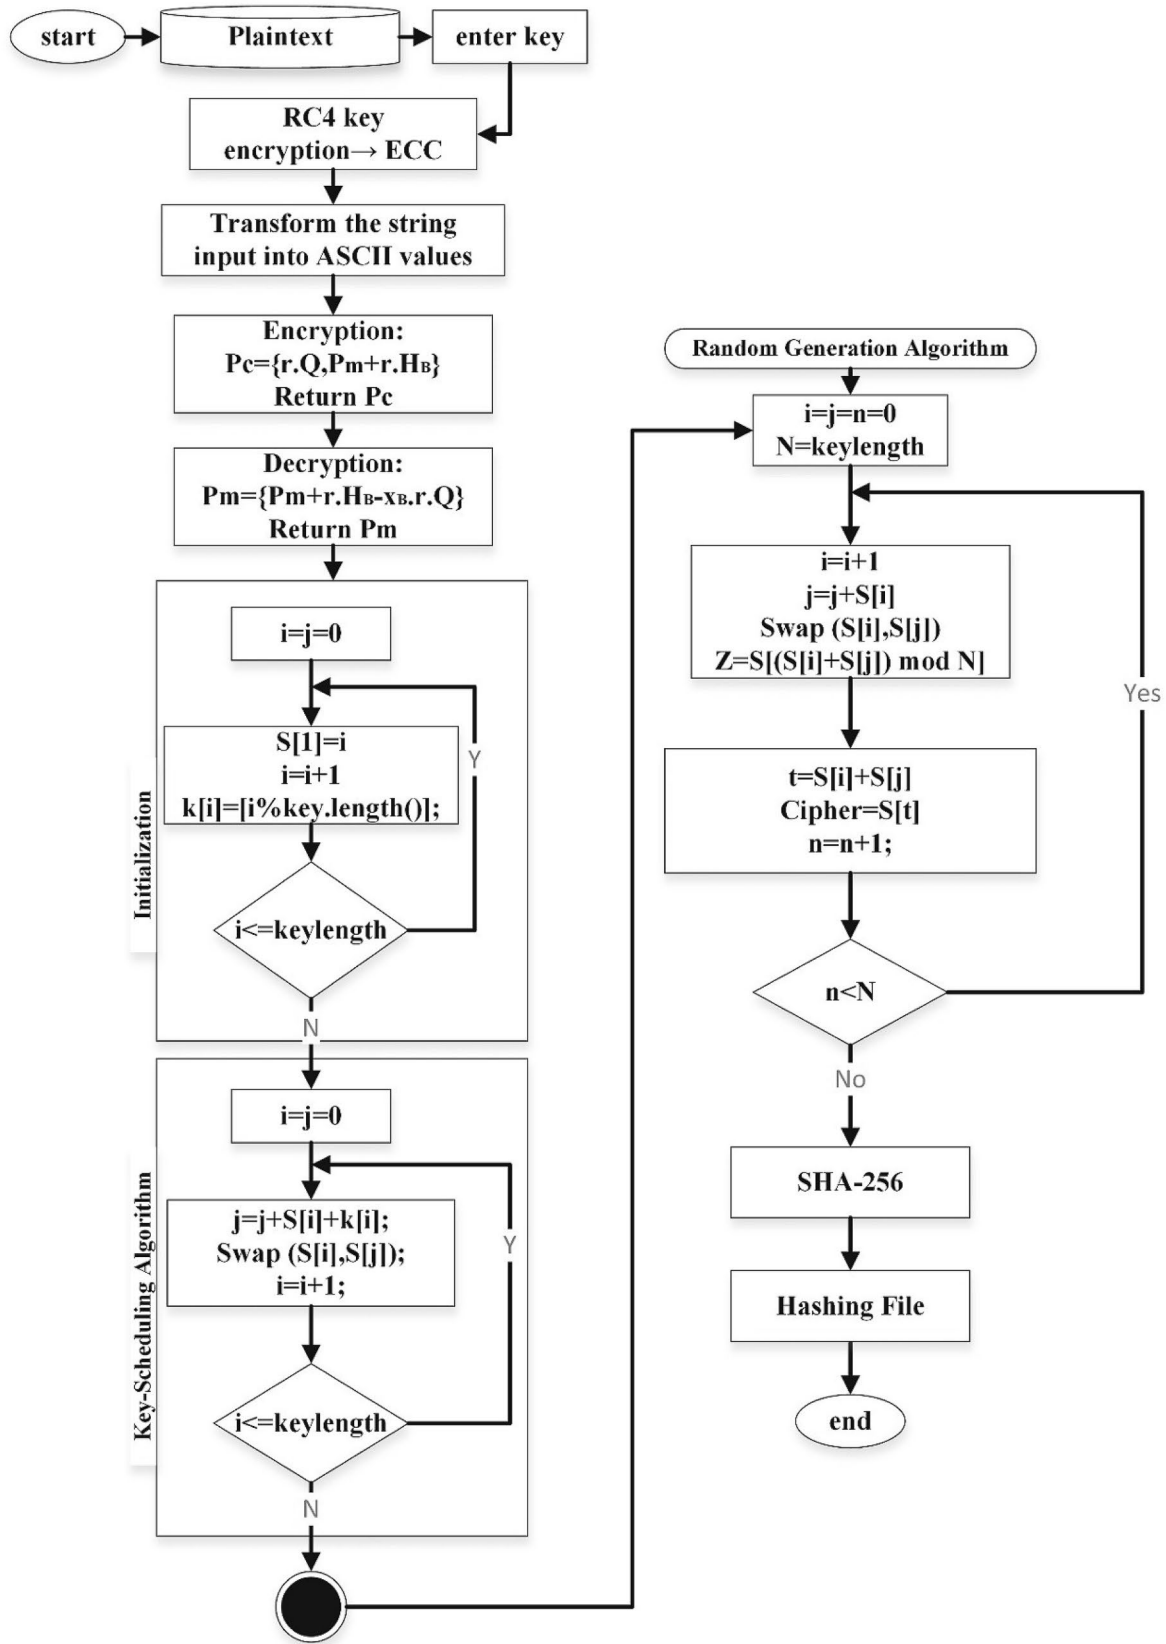 start
Plaintext
enter key
RC4 key
encryption→ ECC
Transform the string
input into ASCII values
Encryption:
Pc={r.Q,Pm+r.HB}
Return Pc
Decryption:
Pm={Pm+r.HB-xB.r.Q}
Return Pm
Initialization
i=j=0
S[1]=i
i=i+1
k[i]=[i%key.length()];
Y
i<=keylength
N
Key-Scheduling Algorithm
i=j=0
j=j+S[i]+k[i];
Swap (S[i],S[j]);
i=i+1;
Y
i<=keylength
N
Random Generation Algorithm
i=j=n=0
N=keylength
i=i+1
j=j+S[i]
Swap (S[i],S[j])
Z=S[(S[i]+S[j]) mod N]
Yes
t=S[i]+S[j]
Cipher=S[t]
n=n+1;
n<N
No
SHA-256
Hashing File
end